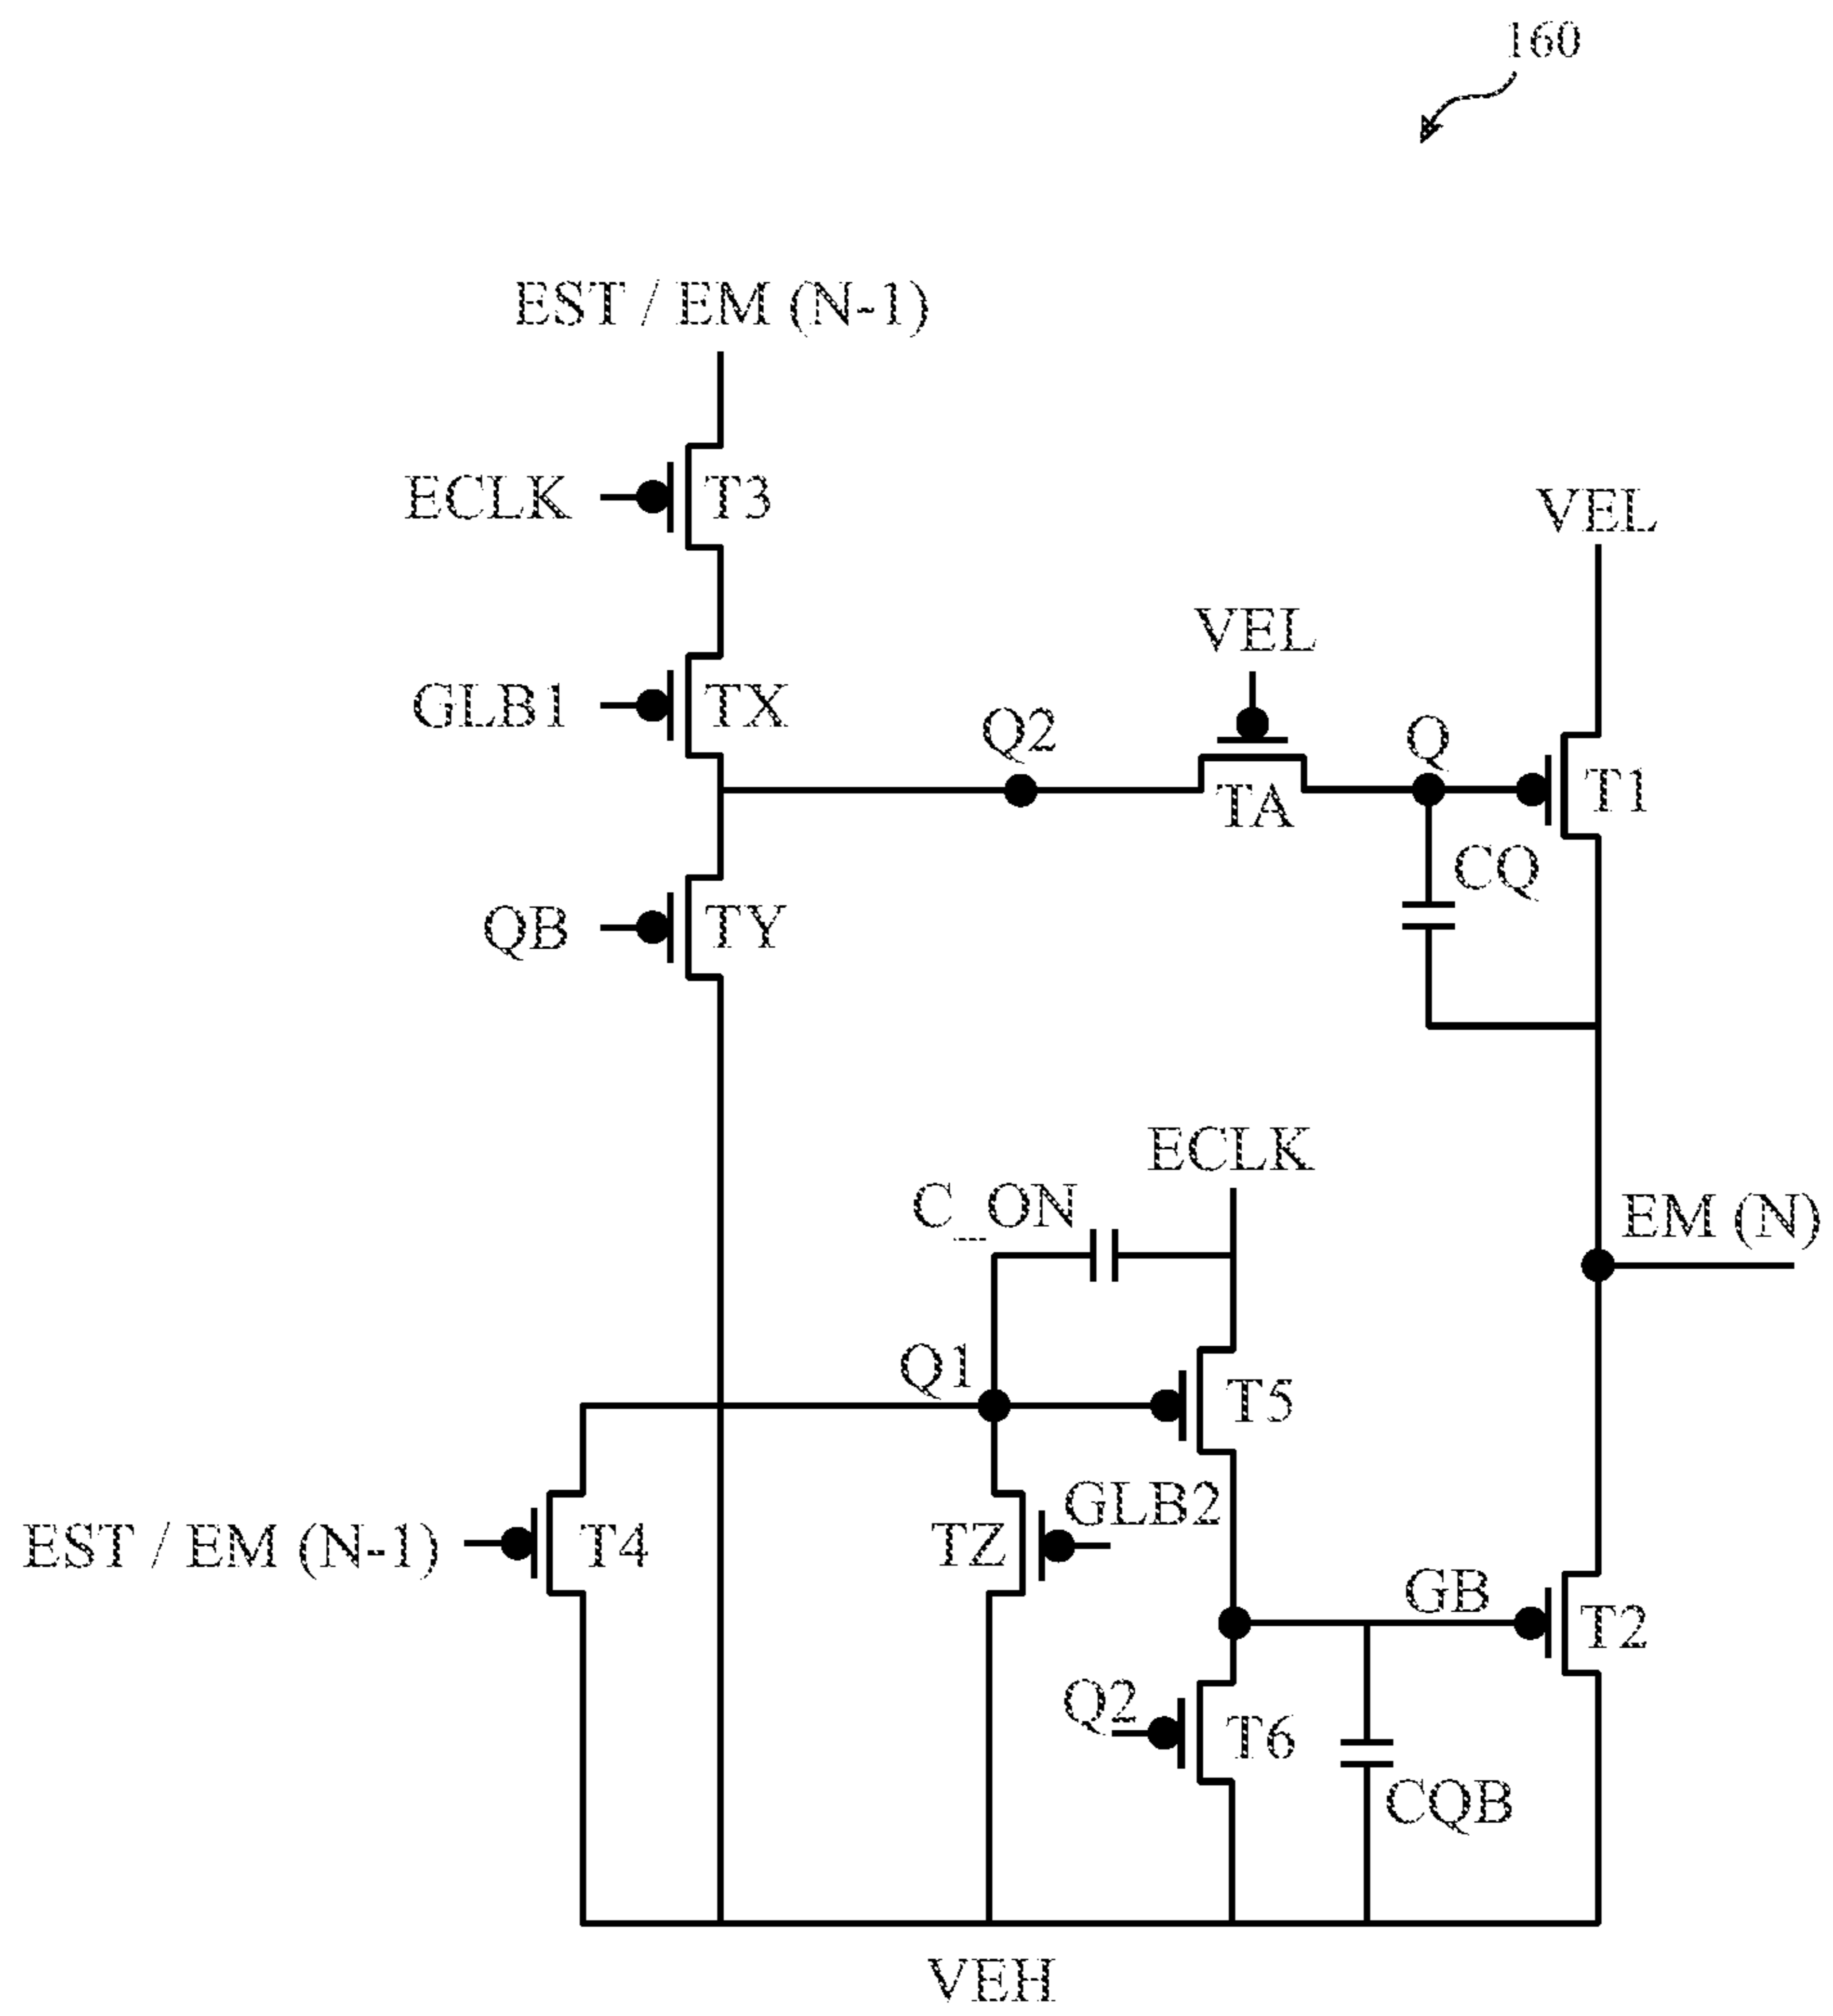 160
EST / EM (N-1)
ECLK
T3
VEL
VEL
GLB1
TX
Q2
Q
T1
TA
CQ
QB
TY
ECLK
C_ON
EM (N)
Q1
T5
GLB2
EST / EM (N-1)
T4
TZ
GB
T2
Q2
T6
CQB
VEH